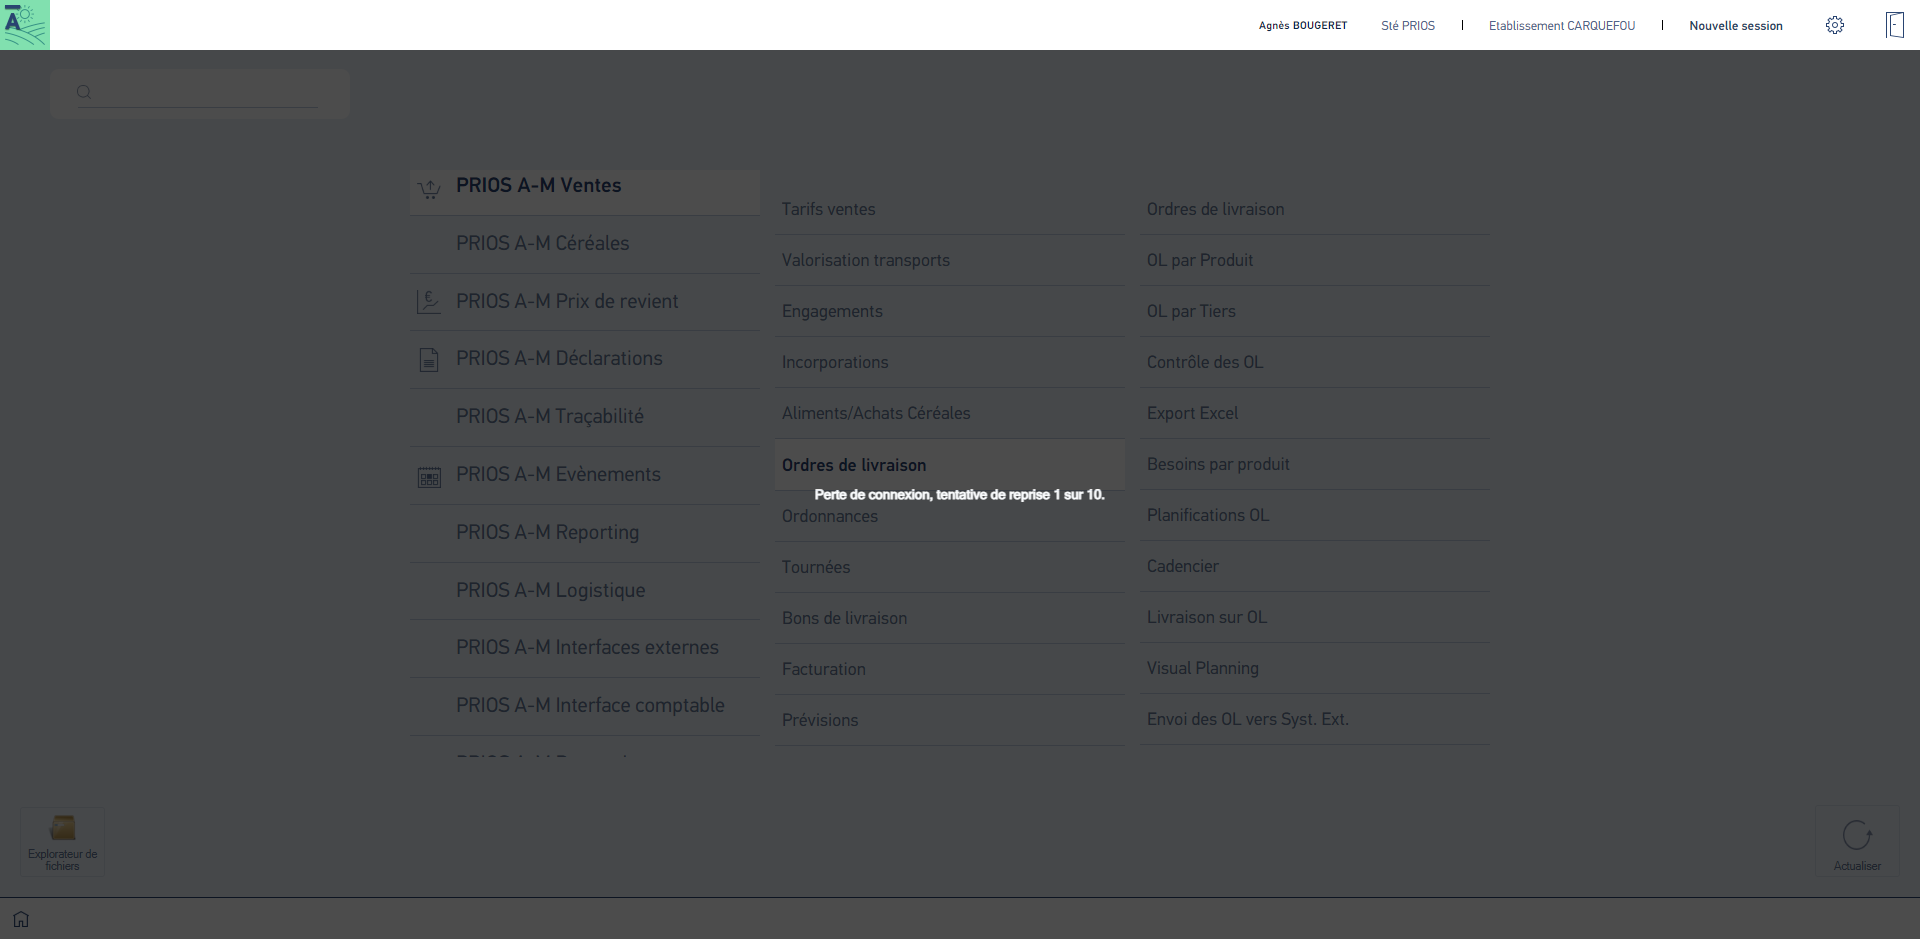 Agnès BOUGERET
Sté PRIOS
Etablissement CARQUEFOU
Nouvelle session
PRIOS A-M Ventes
PRIOS A-M Céréales
PRIOS A-M Prix de revient
PRIOS A-M Déclarations
PRIOS A-M Traçabilité
PRIOS A-M Evènements
PRIOS A-M Reporting
PRIOS A-M Logistique
PRIOS A-M Interfaces externes
PRIOS A-M Interface comptable
Tarifs ventes
Valorisation transports
Engagements
Incorporations
Aliments/Achats Céréales
Ordres de livraison
Perte de connexion, tentative de reprise 1 sur 10.
Ordonnances
Tournées
Bons de livraison
Facturation
Prévisions
Ordres de livraison
OL par Produit
OL par Tiers
Contrôle des OL
Export Excel
Besoins par produit
Planifications OL
Cadencier
Livraison sur OL
Visual Planning
Envoi des OL vers Syst. Ext.
Explorateur de
fichiers
Actualiser